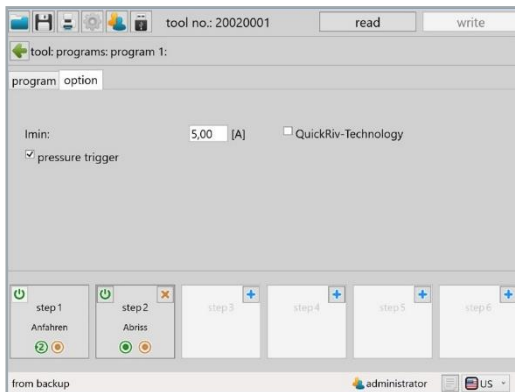 tool no.: 20020001 read write
tool: programs: program 1:
program option
Imin: 5,00 [A] QuickRiv-Technology
pressure trigger
step 1 step 2 step 3 step 4 step 5 step 6
Anfahren Abriss
2
from backup administrator US